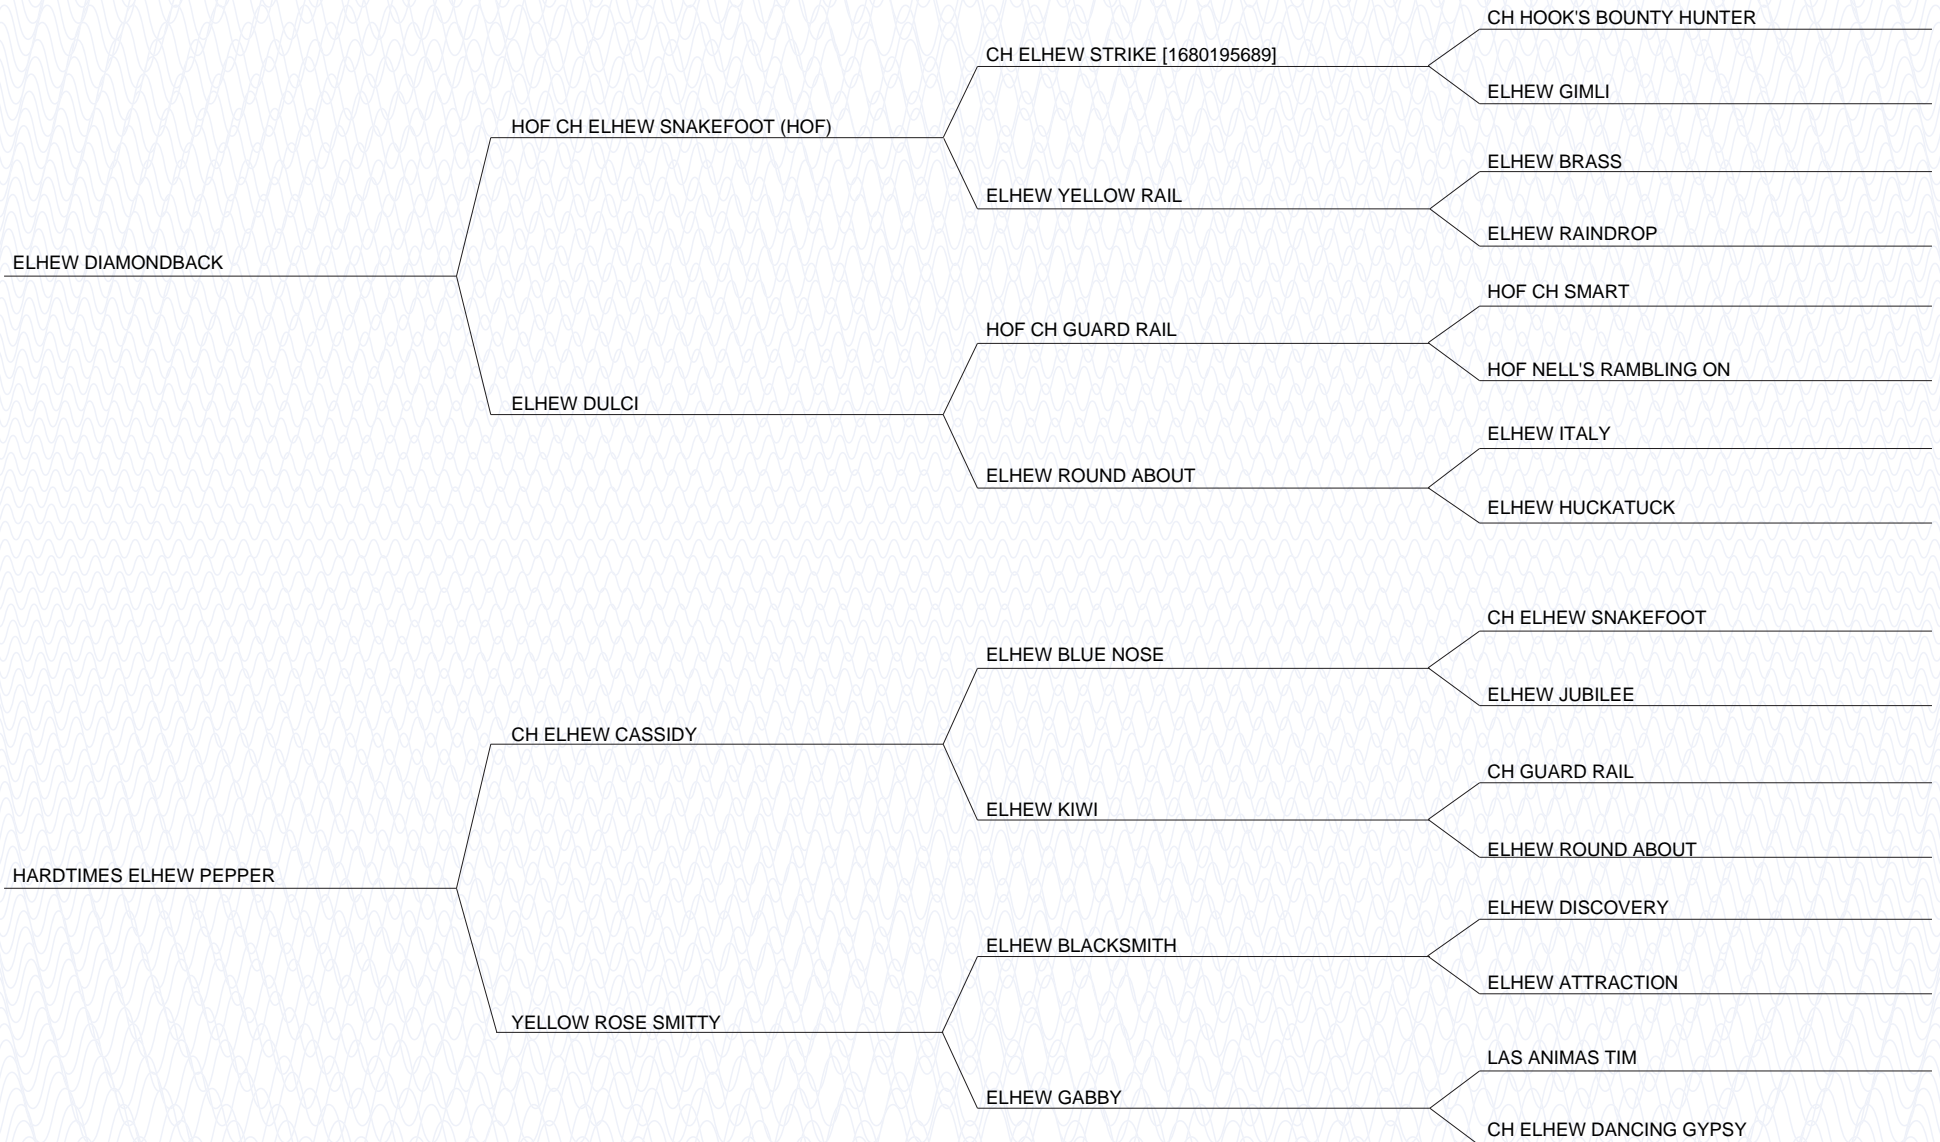 CH HOOK'S BOUNTY HUNTER
CH ELHEW STRIKE [1680195689]
ELHEW GIMLI
HOF CH ELHEW SNAKEFOOT (HOF)
ELHEW BRASS
ELHEW YELLOW RAIL
ELHEW RAINDROP
ELHEW DIAMONDBACK
HOF CH SMART
HOF CH GUARD RAIL
HOF NELL'S RAMBLING ON
ELHEW DULCI
ELHEW ITALY
ELHEW ROUND ABOUT
ELHEW HUCKATUCK
CH ELHEW SNAKEFOOT
ELHEW BLUE NOSE
ELHEW JUBILEE
CH ELHEW CASSIDY
CH GUARD RAIL
ELHEW KIWI
ELHEW ROUND ABOUT
HARDTIMES ELHEW PEPPER
ELHEW DISCOVERY
ELHEW BLACKSMITH
ELHEW ATTRACTION
YELLOW ROSE SMITTY
LAS ANIMAS TIM
ELHEW GABBY
CH ELHEW DANCING GYPSY